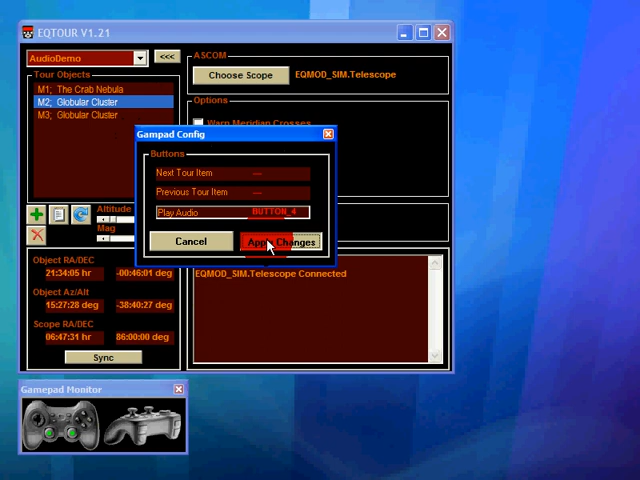 EQTOUR V1.21
AudioDemo
<<<
Tour Objects
M1; The Crab Nebula
M2; Globular Cluster
M3; Globular Cluster
ASCOM
Choose Scope
EQMOD_SIM.Telescope
Options
Warn Meridian Crosses
Gampad Config
Buttons
Next Tour Item ---
Previous Tour Item ---
Play Audio BUTTON_4
Cancel
Apply Changes
Altitude
Mag
Object RA/DEC
21:34:05 hr -00:46:01 deg
Object Az/Alt
15:27:28 deg -38:40:27 deg
Scope RA/DEC
06:47:31 hr 86:00:00 deg
Sync
EQMOD_SIM.Telescope Connected
Gamepad Monitor